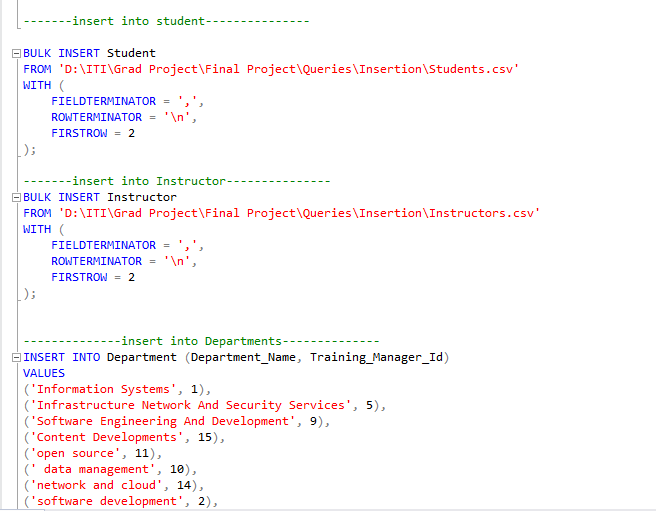 -------insert into student---------------
BULK INSERT Student
FROM 'D:\ITI\Grad Project\Final Project\Queries\Insertion\Students.csv'
WITH (
    FIELDTERMINATOR = ',',
    ROWTERMINATOR = '\n',
    FIRSTROW = 2
);
-------insert into Instructor---------------
BULK INSERT Instructor
FROM 'D:\ITI\Grad Project\Final Project\Queries\Insertion\Instructors.csv'
WITH (
    FIELDTERMINATOR = ',',
    ROWTERMINATOR = '\n',
    FIRSTROW = 2
);
--------------insert into Departments--------------
INSERT INTO Department (Department_Name, Training_Manager_Id)
VALUES
('Information Systems', 1),
('Infrastructure Network And Security Services', 5),
('Software Engineering And Development', 9),
('Content Developments', 15),
('open source', 11),
(' data management', 10),
('network and cloud', 14),
('software development', 2),